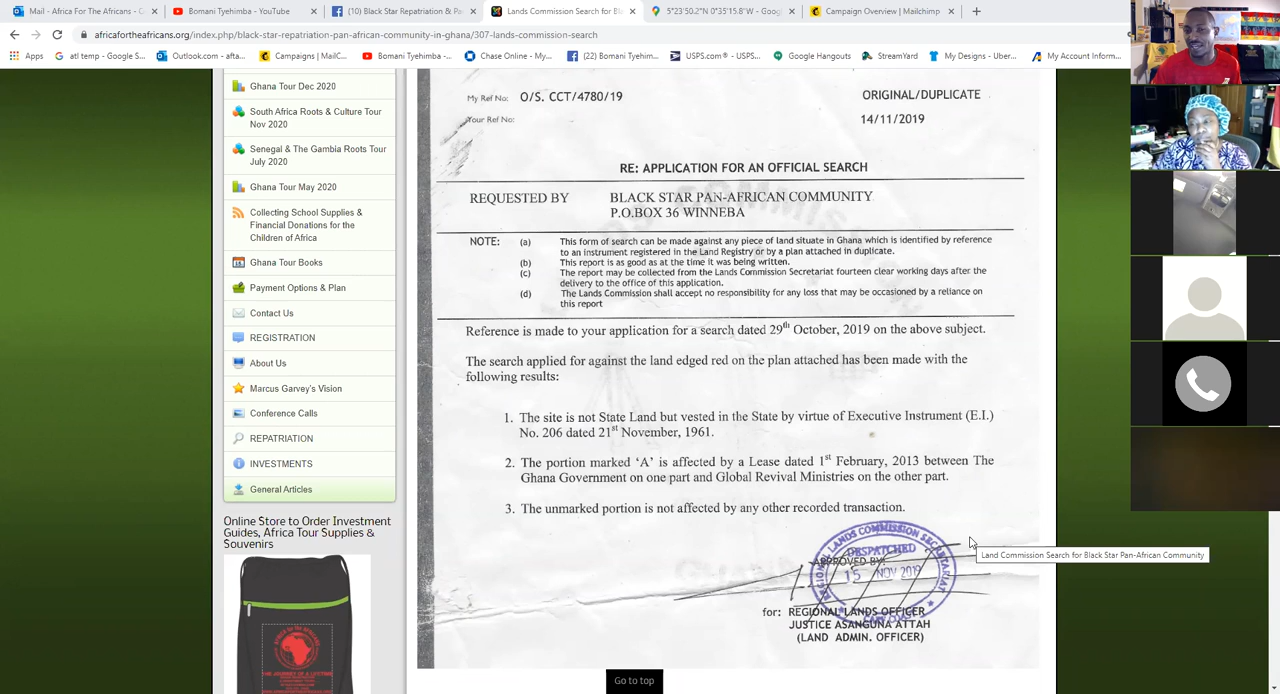 Mail - Africa For The Africans - C
Bomani Tyehimba - YouTube
(10) Black Star Repatriation & Pa
Lands Commission Search for Bla
5°23'50.2"N 0°35'15.8"W - Goog
Campaign Overview | Mailchimp
africafortheafricans.org/index.php/black-star-repatriation-pan-african-community-in-ghana/307-
Apps
atl temp - Google S...
Outlook.com - afta...
Campaigns | MailC...
Bomani Tyehimba -...
Chase Online - My...
(22) Bomani Tyehim...
USPS.com® - USPS...
Google Hangouts
StreamYard
My Designs - Uber...
My Account Inform...
Ghana Tour Dec 2020
South Africa Roots & Culture Tour
Nov 2020
Senegal & The Gambia Roots Tour
July 2020
Ghana Tour May 2020
Collecting School Supplies &
Financial Donations for the
Children of Africa
Ghana Tour Books
Payment Options & Plan
Contact Us
REGISTRATION
About Us
Marcus Garvey's Vision
Conference Calls
REPATRIATION
INVESTMENTS
General Articles
Online Store to Order Investment
Guides, Africa Tour Supplies &
Souvenirs
My Ref No: O/S. CCT/4780/19
ORIGINAL/DUPLICATE
Your Ref No:
14/11/2019
RE: APPLICATION FOR AN OFFICIAL SEARCH
REQUESTED BY BLACK STAR PAN-AFRICAN COMMUNITY
P.O.BOX 36 WINNEBA
NOTE: (a) This form of search can be made against any piece of land situate in Ghana which is identified by reference
to an instrument registered in the Land Registry or by a plan attached in duplicate.
(b) This report is as good as at the time it was being written.
(c) The report may be collected from the Lands Commission Secretariat fourteen clear working days after the
delivery to the office of this application.
(d) The Lands Commission shall accept no responsibility for any loss that may be occasioned by a reliance on
this report
Reference is made to your application for a search dated 29th October, 2019 on the above subject.
The search applied for against the land edged red on the plan attached has been made with the
following results:
1. The site is not State Land but vested in the State by virtue of Executive Instrument (E.I.)
No. 206 dated 21st November, 1961.
2. The portion marked 'A' is affected by a Lease dated 1st February, 2013 between The
Ghana Government on one part and Global Revival Ministries on the other part.
3. The unmarked portion is not affected by any other recorded transaction.
REGIONAL LANDS COMMISSION SECRETARIAT
DESPATCHED
APPROVED BY:
15 NOV 2019
for: REGIONAL LANDS OFFICER
JUSTICE ASANGUNA ATTAH
(LAND ADMIN. OFFICER)
Land Commission Search for Black Star Pan-African Community
Go to top